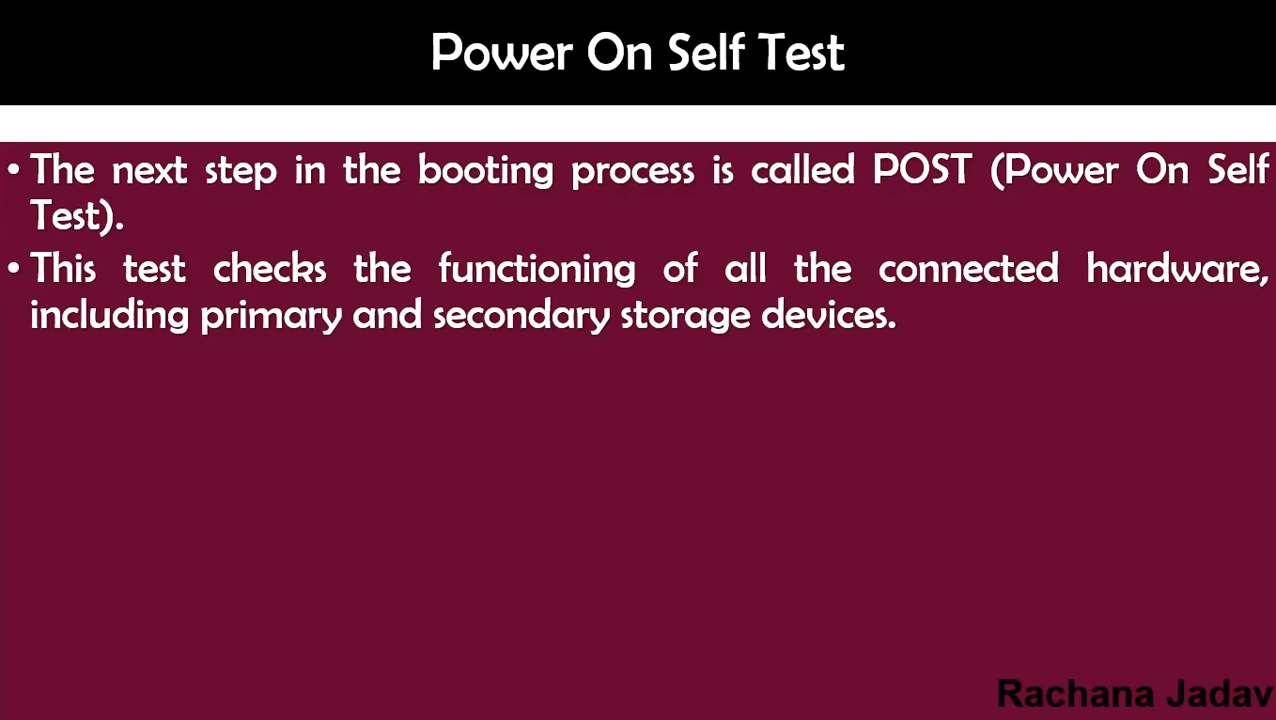 Power On Self Test
• The next step in the booting process is called POST (Power On Self
Test).
• This test checks the functioning of all the connected hardware,
including primary and secondary storage devices.
Rachana Jadav